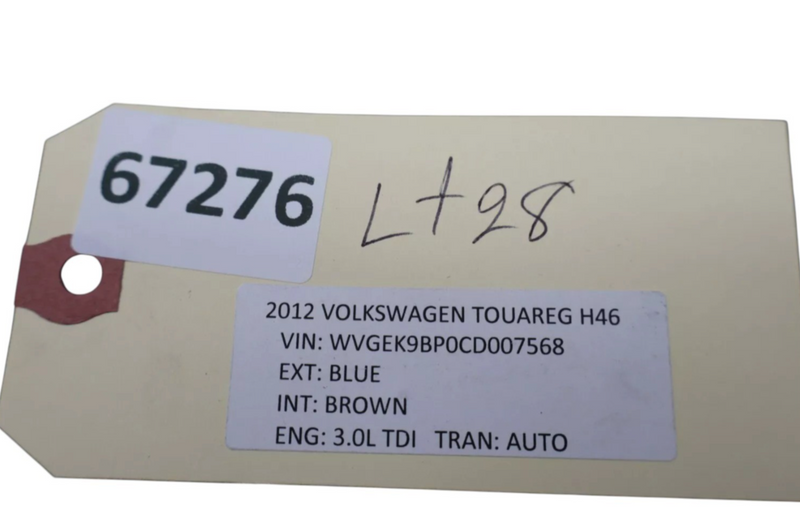 67276
Lt28
2012 VOLKSWAGEN TOUAREG H46
VIN: WVGEK9BP0CD007568
EXT: BLUE
INT: BROWN
ENG: 3.0L TDI TRAN: AUTO